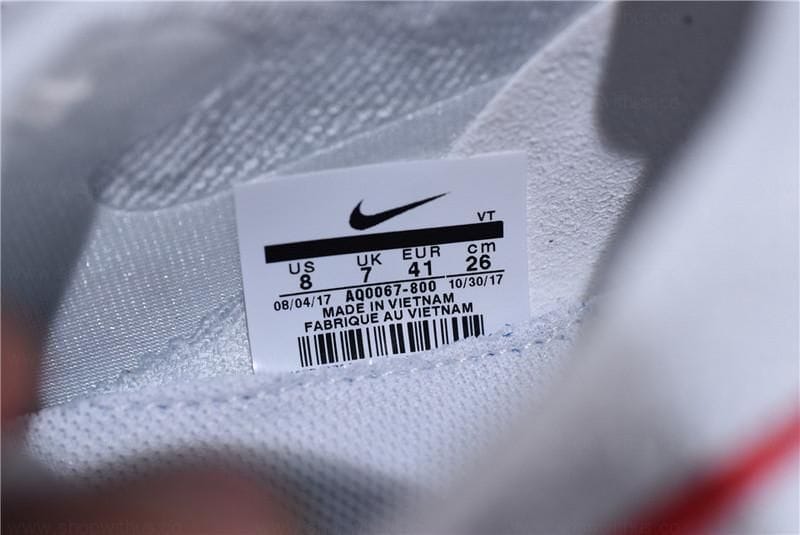 VT
US UK EUR cm
8 7 41 26
08/04/17 AQ0067-800 10/30/17
MADE IN VIETNAM
FABRIQUE AU VIETNAM